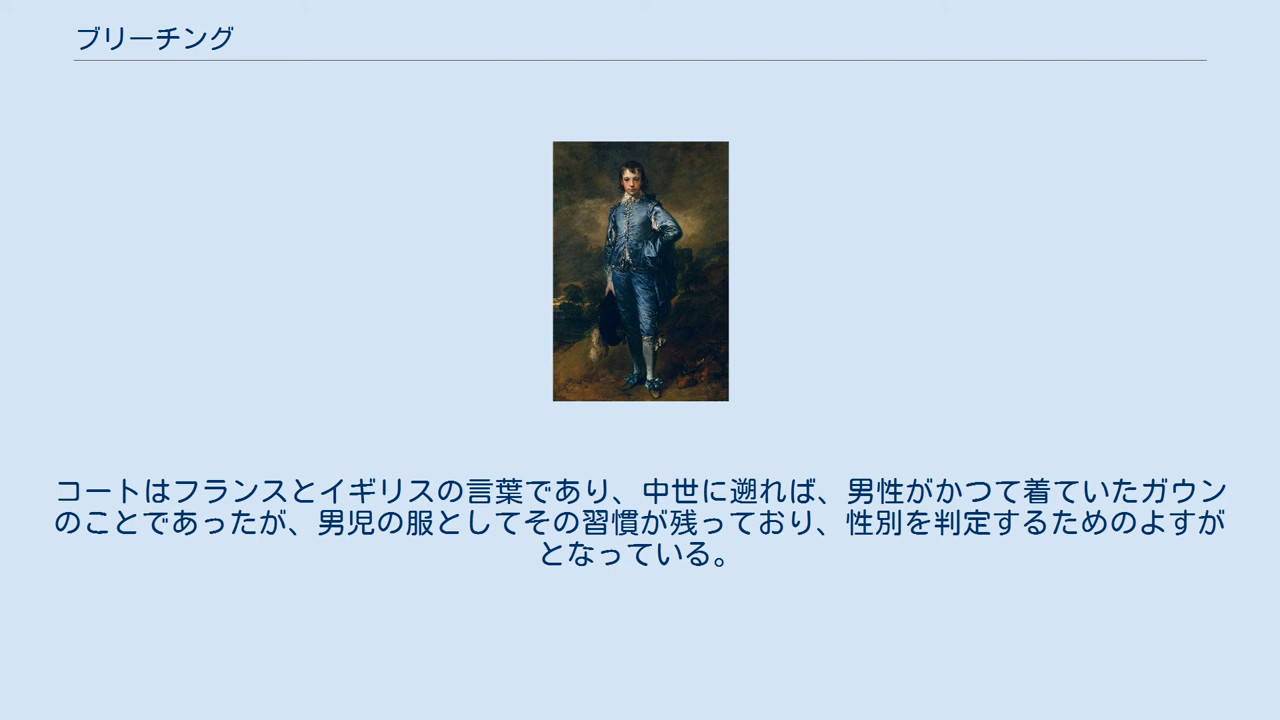 ブリーチング
コートはフランスとイギリスの言葉であり、中世に遡れば、男性がかつて着ていたガウン
のことであったが、男児の服としてその習慣が残っており、性別を判定するためのよすが
となっている。